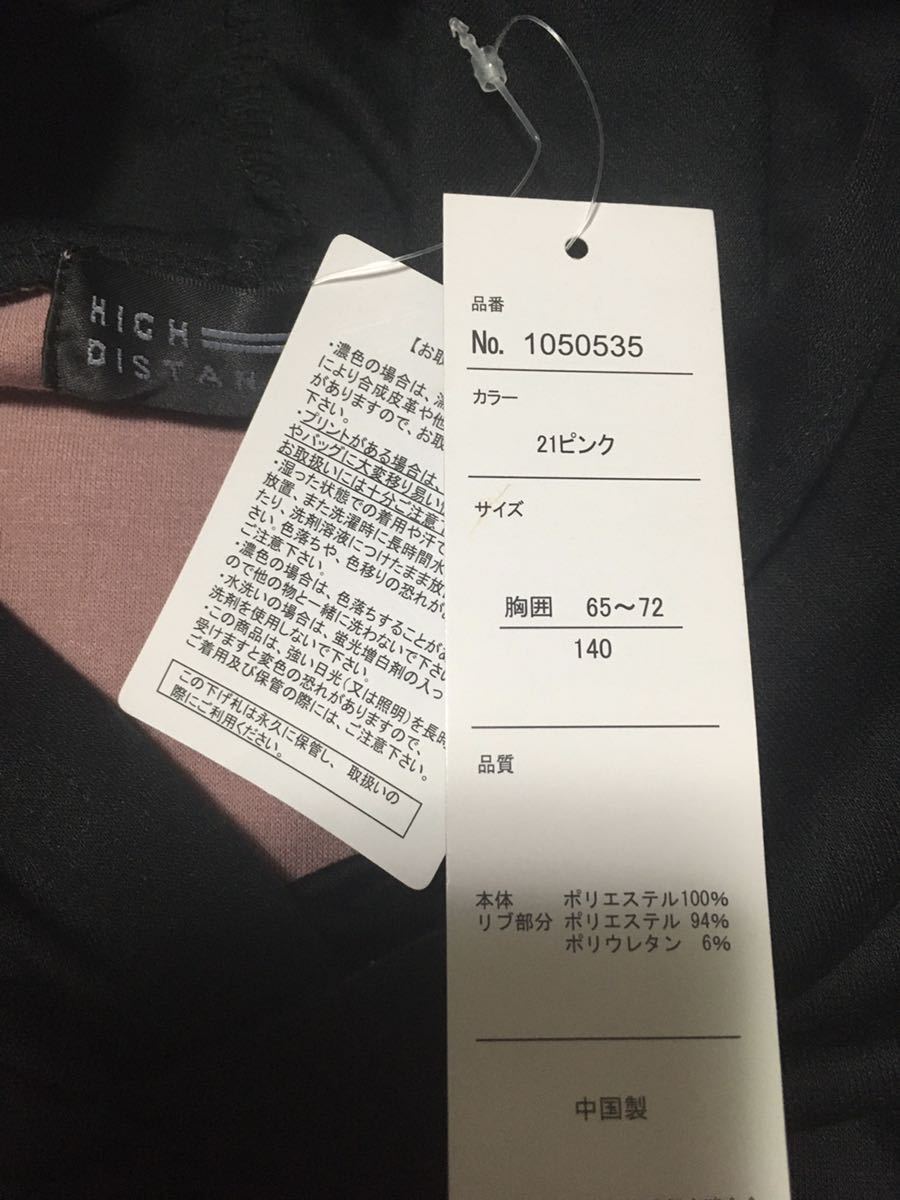 HIGH
DISTAN
【お取
・濃色の場合は、
により合成皮革や他
がありますので、お取
下さい。
・プリントがある場合は、
やバッグに大変移り易い
お取扱いには十分ご注意下
・湿った状態での着用や汗で
放置、また洗濯時に長時間水
たり、洗剤溶液につけたまま放
さい。色落ちや、色移りの恐れが
ご注意下さい。
・濃色の場合は、色落ちすることがあ
ので他の物と一緒に洗わないで下さい
・水洗いの場合は、蛍光増白剤の入っ
洗剤を使用しないで下さい。
・この商品は、強い日光(又は照明)を長時
受けますと変色の恐れがありますので、
ご着用及び保管の際には、ご注意下さい。
この下げ札は永久に保管し、取扱いの
際にご利用ください。
品番
No. 1050535
カラー
21ピンク
サイズ
胸囲 65～72
140
品質
本体 ポリエステル100%
リブ部分 ポリエステル 94%
ポリウレタン 6%
中国製